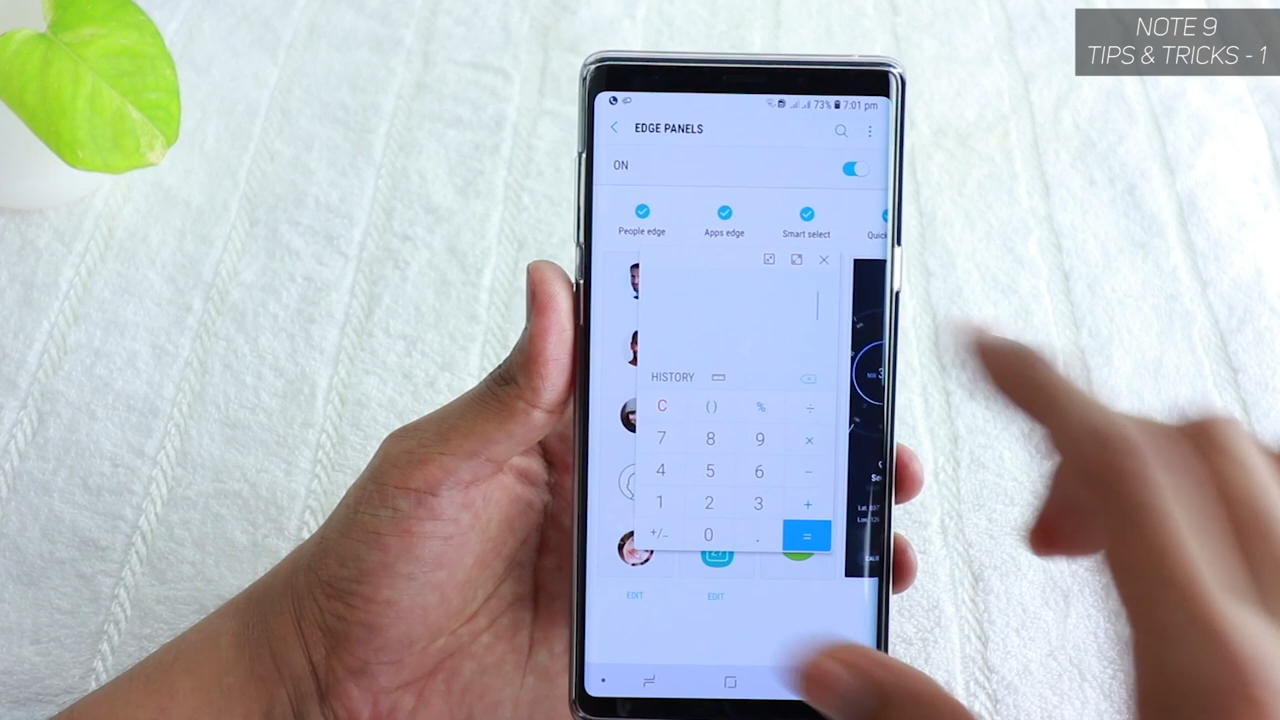 NOTE 9
TIPS & TRICKS - 1
73% 7:01 pm
EDGE PANELS
ON
People edge Apps edge Smart select Quic
HISTORY
C () % ÷
7 8 9 ×
4 5 6 −
1 2 3 +
+/− 0 . =
EDIT EDIT